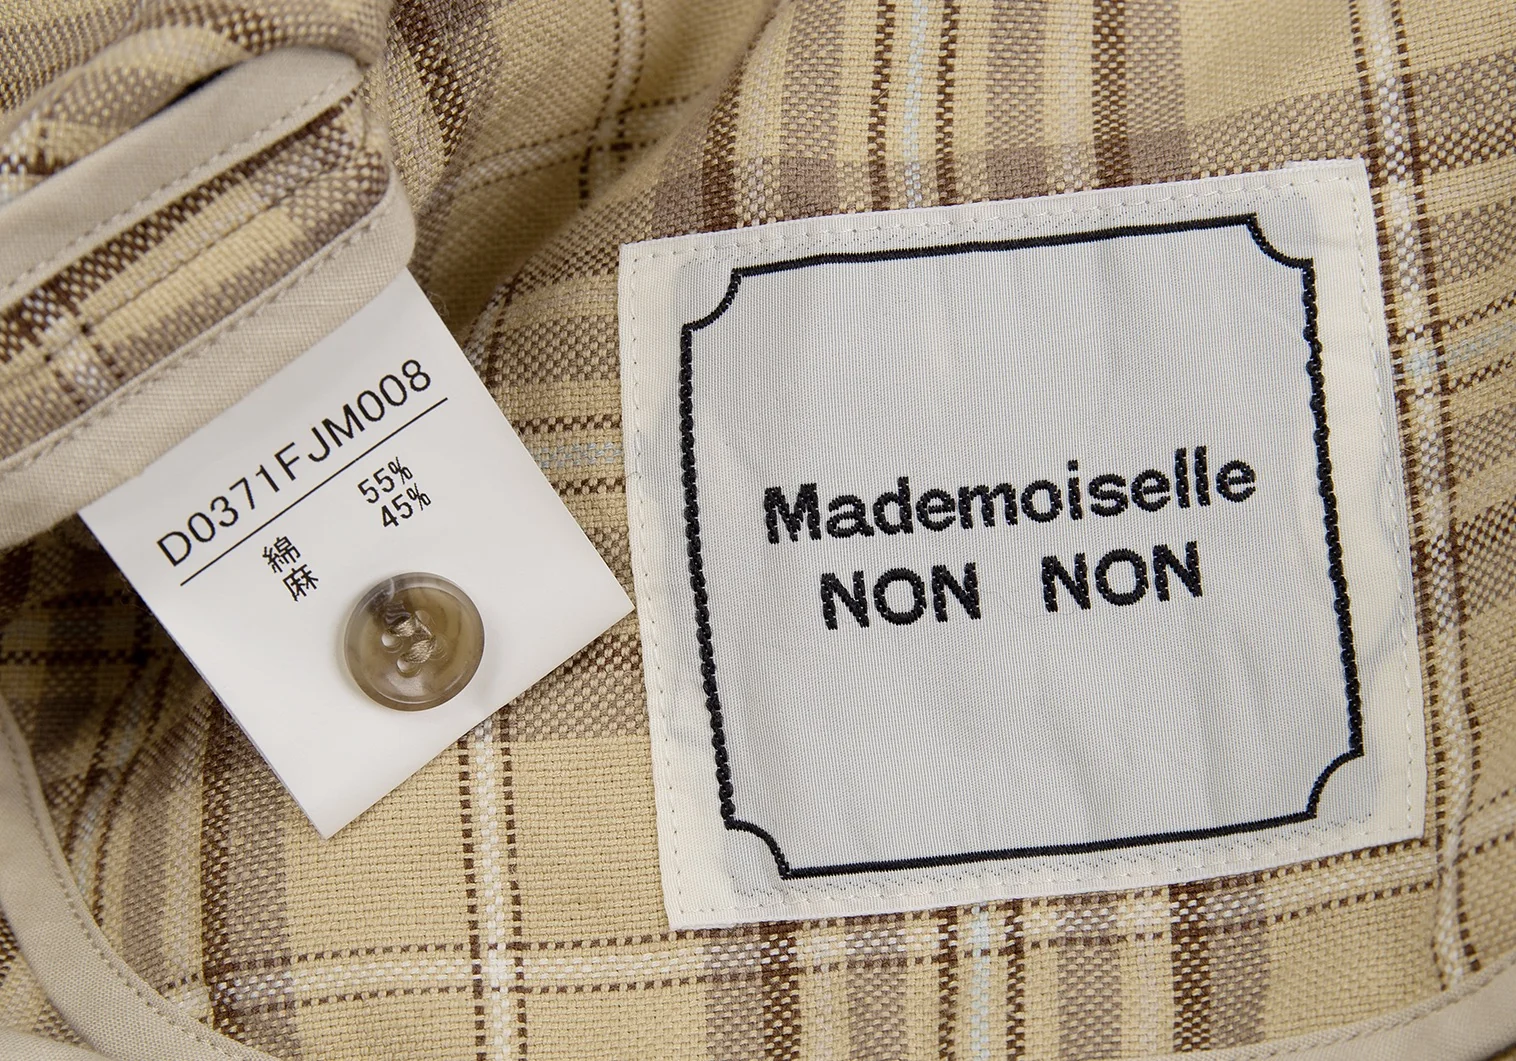 D0371FJM008
綿 55%
麻 45%
Mademoiselle
NON NON